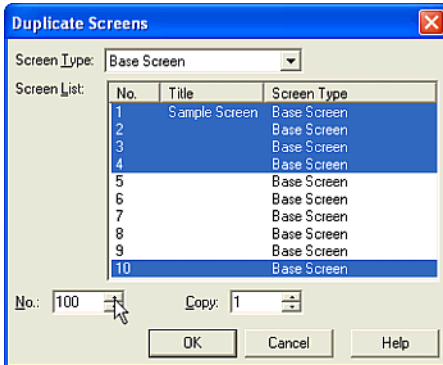 Duplicate Screens
Screen Type: Base Screen
Screen List:
No. Title Screen Type
1 Sample Screen Base Screen
2 Base Screen
3 Base Screen
4 Base Screen
5 Base Screen
6 Base Screen
7 Base Screen
8 Base Screen
9 Base Screen
10 Base Screen
No.: 100 Copy: 1
OK Cancel Help